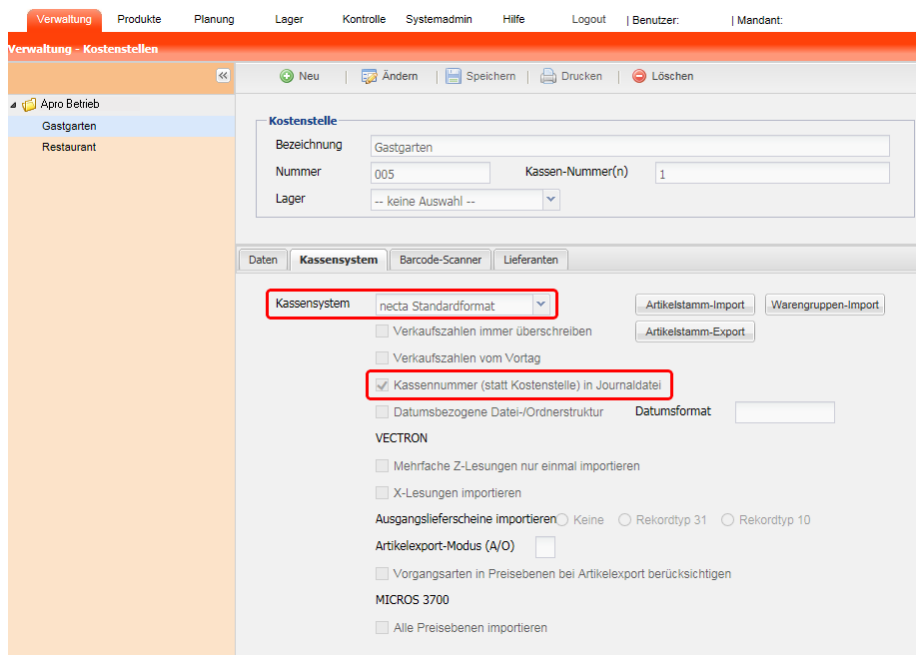 Verwaltung Produkte Planung Lager Kontrolle Systemadmin Hilfe Logout | Benutzer: | Mandant:
Verwaltung - Kostenstellen
« Neu | Ändern | Speichern | Drucken | Löschen
Apro Betrieb
Gastgarten
Restaurant
Kostenstelle
Bezeichnung Gastgarten
Nummer 005 Kassen-Nummer(n) 1
Lager -- keine Auswahl --
Daten Kassensystem Barcode-Scanner Lieferanten
Kassensystem necta Standardformat Artikelstamm-Import Warengruppen-Import
Verkaufszahlen immer überschreiben Artikelstamm-Export
Verkaufszahlen vom Vortag
Kassennummer (statt Kostenstelle) in Journaldatei
Datumsbezogene Datei-/Ordnerstruktur Datumsformat
VECTRON
Mehrfache Z-Lesungen nur einmal importieren
X-Lesungen importieren
Ausgangslieferscheine importieren Keine Rekordtyp 31 Rekordtyp 10
Artikelexport-Modus (A/O)
Vorgangsarten in Preisebenen bei Artikelexport berücksichtigen
MICROS 3700
Alle Preisebenen importieren